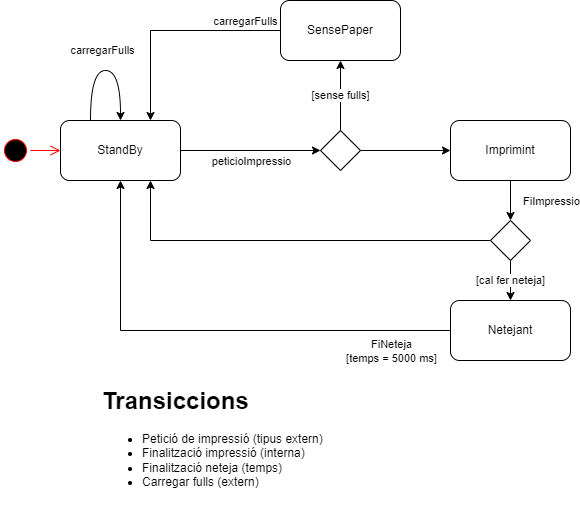 carregarFulls
SensePaper
carregarFulls
[sense fulls]
StandBy
peticioImpressio
Imprimint
FiImpressio
[cal fer neteja]
Netejant
FiNeteja
[temps = 5000 ms]
Transiccions
Petició de impressió (tipus extern)
Finalització impressió (interna)
Finalització neteja (temps)
Carregar fulls (extern)